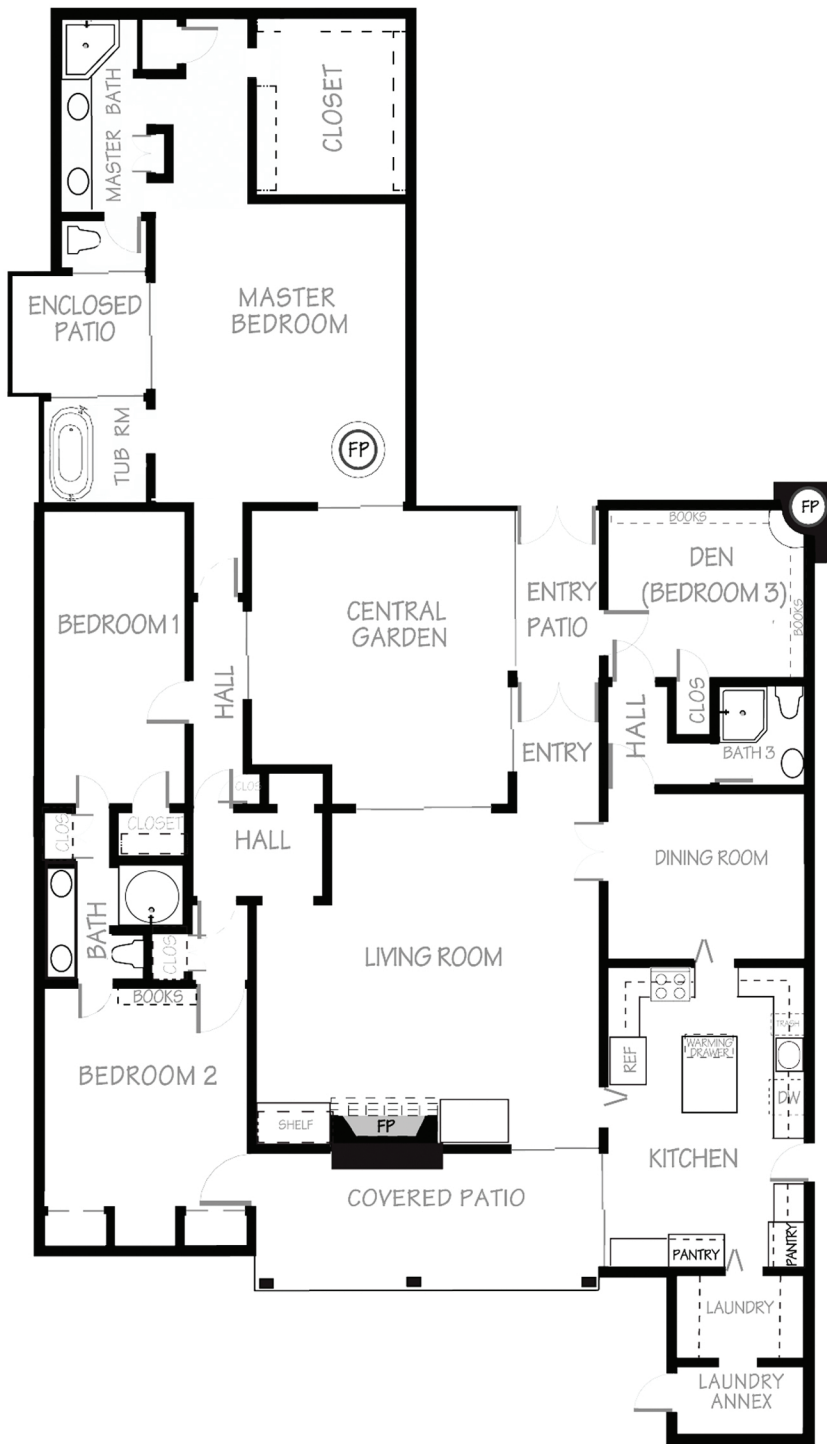 MASTER BATH
CLOSET
ENCLOSED
PATIO
MASTER
BEDROOM
TUB RM
FP
FP
BOOKS
DEN
(BEDROOM 3)
BOOKS
BEDROOM 1
CENTRAL
GARDEN
ENTRY
PATIO
HALL
HALL
CLOS
ENTRY
BATH 3
CLOS
CLOS
CLOSET
HALL
DINING ROOM
BATH
CLOS
LIVING ROOM
BOOKS
BEDROOM 2
TRASH
WARMING
DRAWER
REF
DW
SHELF
FP
KITCHEN
COVERED PATIO
PANTRY
PANTRY
LAUNDRY
LAUNDRY
ANNEX